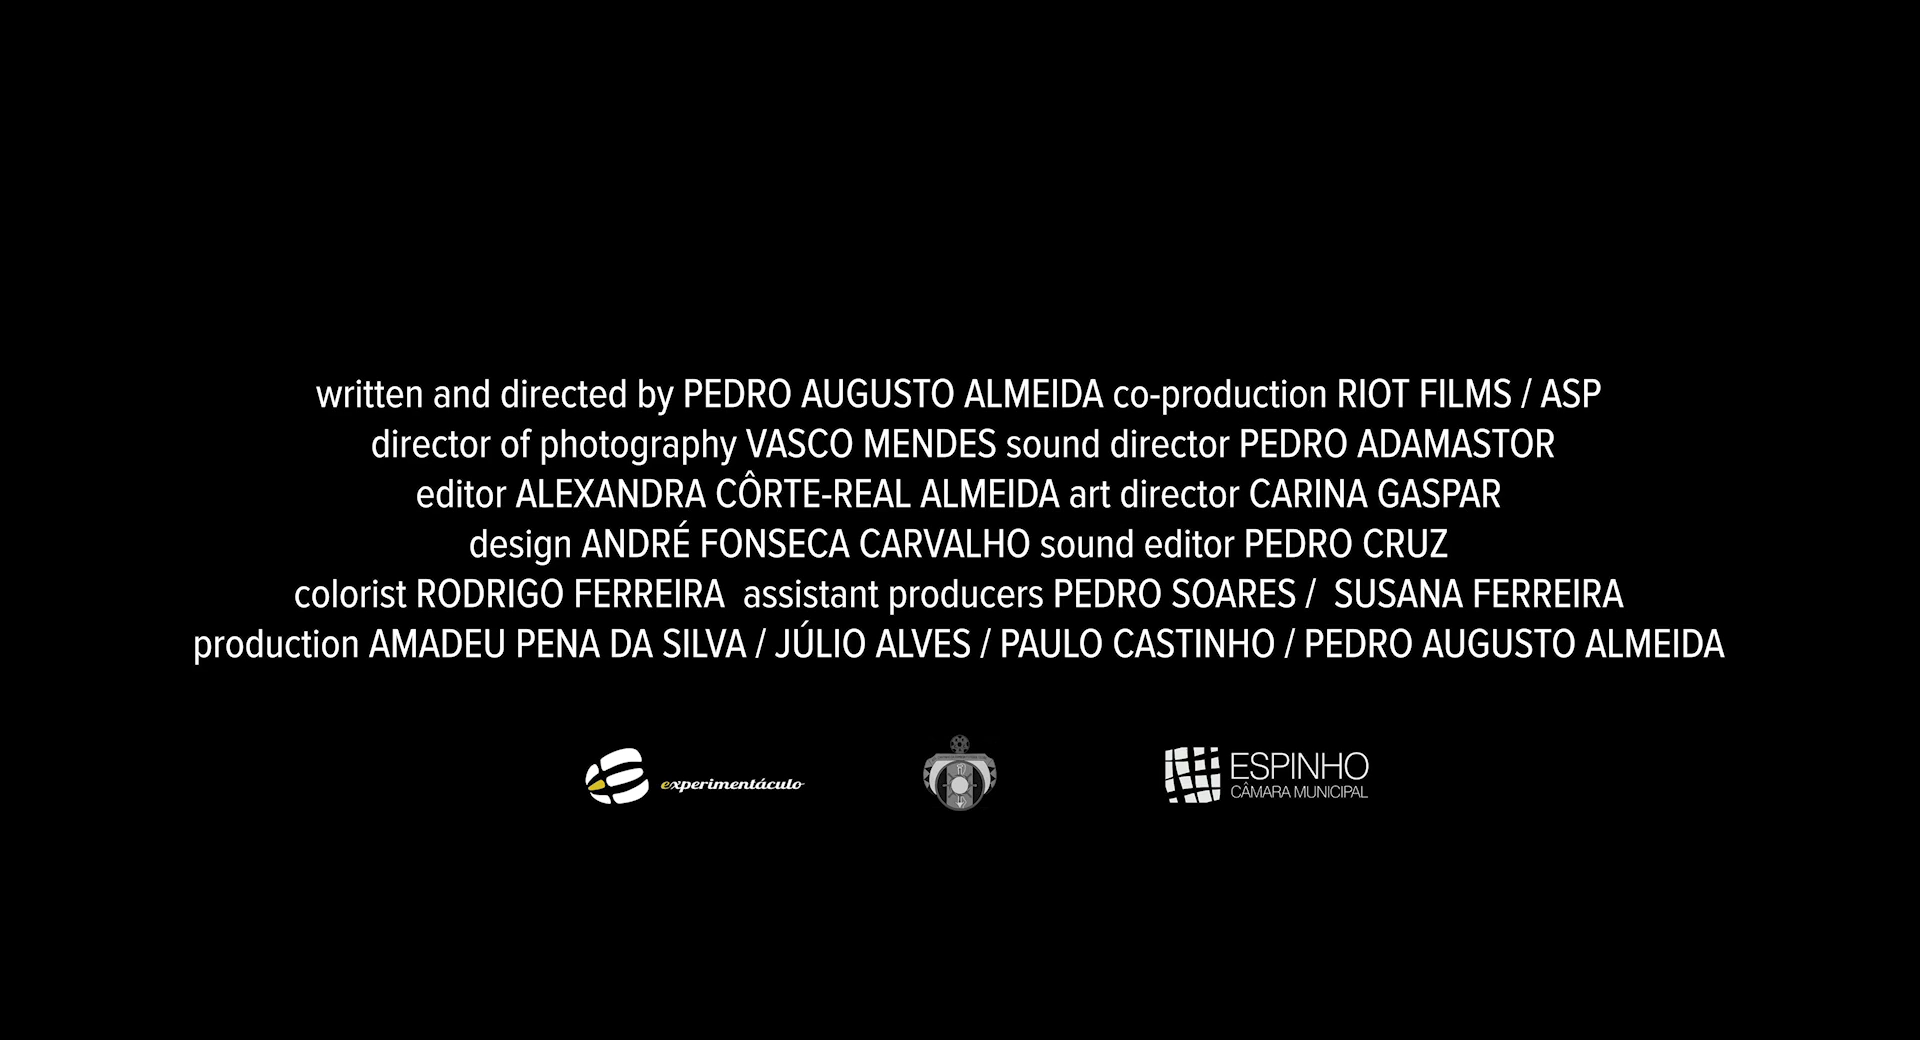 written and directed by PEDRO AUGUSTO ALMEIDA co-production RIOT FILMS / ASP
director of photography VASCO MENDES sound director PEDRO ADAMASTOR
editor ALEXANDRA CÔRTE-REAL ALMEIDA art director CARINA GASPAR
design ANDRÉ FONSECA CARVALHO sound editor PEDRO CRUZ
colorist RODRIGO FERREIRA assistant producers PEDRO SOARES / SUSANA FERREIRA
production AMADEU PENA DA SILVA / JÚLIO ALVES / PAULO CASTINHO / PEDRO AUGUSTO ALMEIDA
experimentáculo
ESPINHO
CÂMARA MUNICIPAL